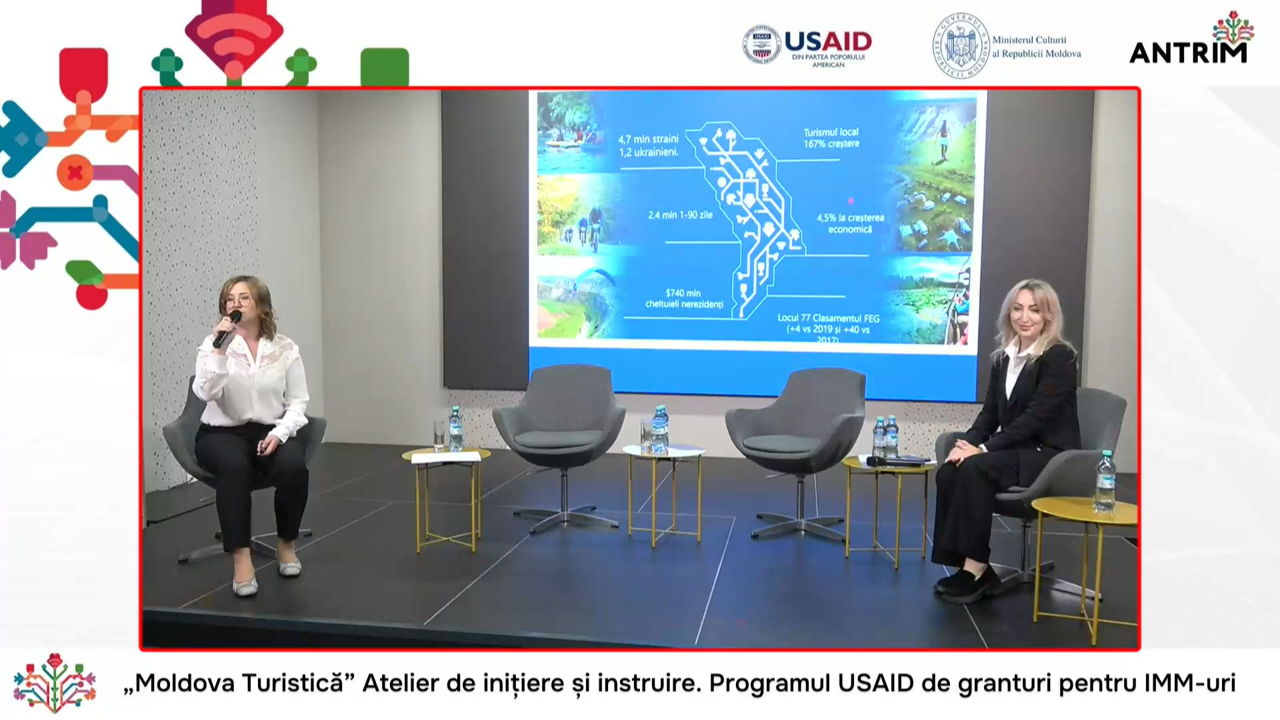 USAID
DIN PARTEA POPORULUI
AMERICAN
Ministerul Culturii
al Republicii Moldova
ANTRIM
4,7 mln straini
1,2 ukrainieni.
Turismul local
167% creștere
2.4 mln 1-90 zile
4,5% la creșterea
economică
$740 mln
cheltuieli nerezidenți
Locul 77 Clasamentul FEG
(+4 vs 2019 și +40 vs
2017)
„Moldova Turistică” Atelier de inițiere și instruire. Programul USAID de granturi pentru IMM-uri